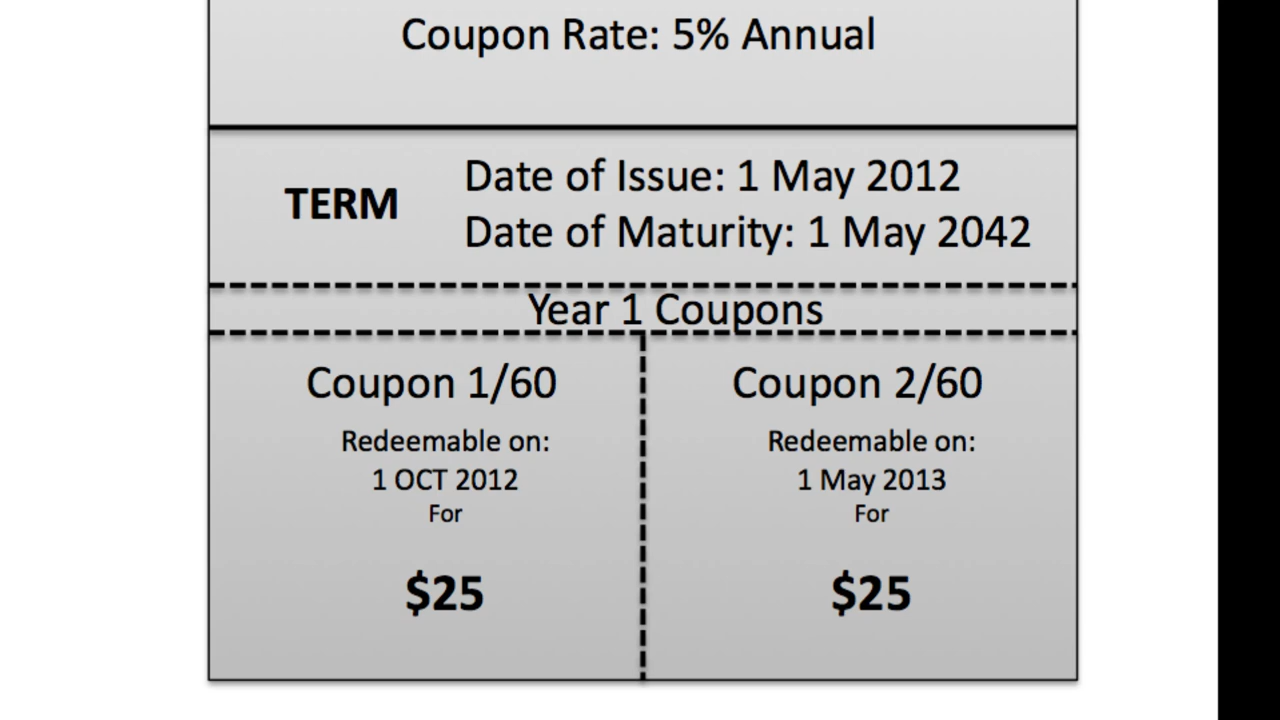 Coupon Rate: 5% Annual
TERM
Date of Issue: 1 May 2012
Date of Maturity: 1 May 2042
Year 1 Coupons
Coupon 1/60
Redeemable on:
1 OCT 2012
For
$25
Coupon 2/60
Redeemable on:
1 May 2013
For
$25